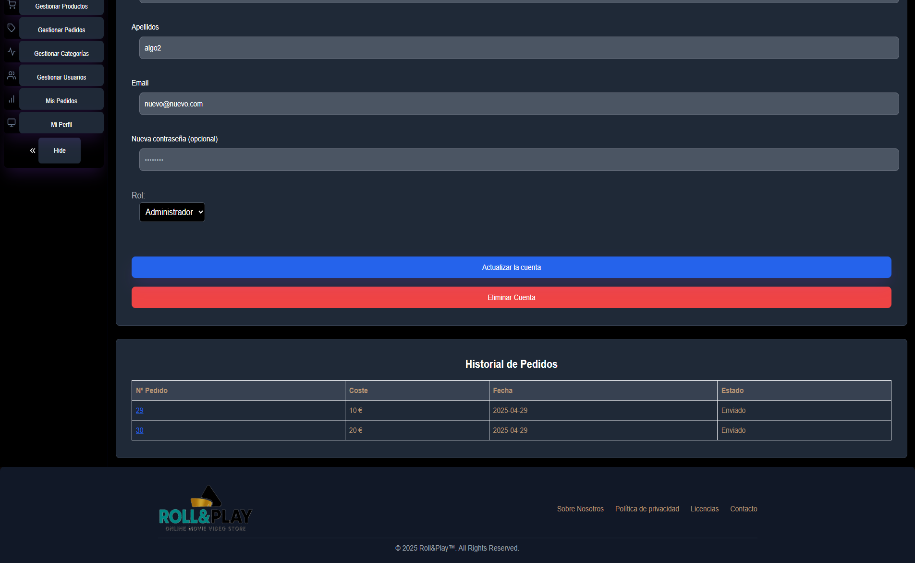 Gestionar Productos
Gestionar Pedidos
Gestionar Categorías
Gestionar Usuarios
Mis Pedidos
Mi Perfil
Hide
Apellidos
algo2
Email
nuevo@nuevo.com
Nueva contraseña (opcional)
••••••••
Rol:
Administrador
Actualizar la cuenta
Eliminar Cuenta
Historial de Pedidos
Nº Pedido Coste Fecha Estado
29 10 € 2025-04-29 Enviado
30 20 € 2025-04-29 Enviado
ROLL&PLAY
ONLINE MOVIE VIDEO STORE
Sobre Nosotros Política de privacidad Licencias Contacto
© 2025 Roll&Play™. All Rights Reserved.